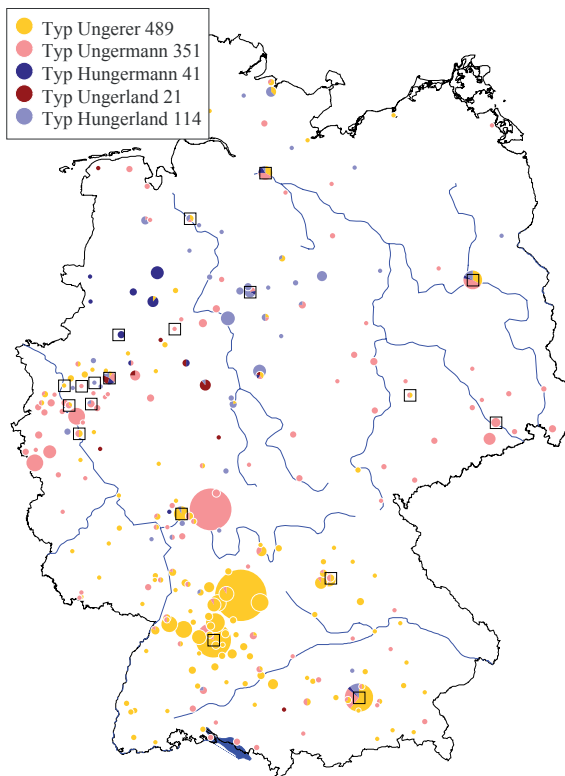 Typ Ungerer 489
Typ Ungermann 351
Typ Hungermann 41
Typ Ungerland 21
Typ Hungerland 114